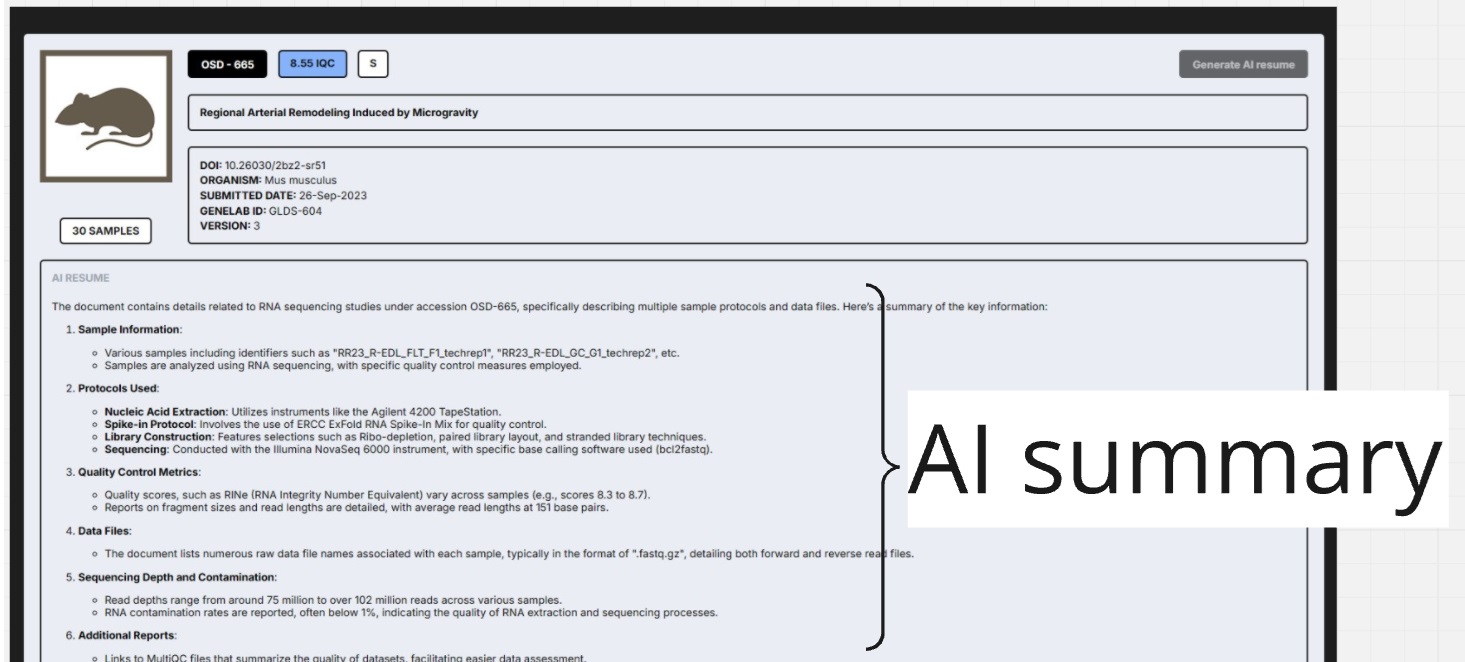 OSD - 665
8.55 IQC
S
Generate AI resume
Regional Arterial Remodeling Induced by Microgravity
DOI: 10.26030/2bz2-sr51
ORGANISM: Mus musculus
SUBMITTED DATE: 26-Sep-2023
GENELAB ID: GLDS-604
VERSION: 3
30 SAMPLES
AI RESUME
The document contains details related to RNA sequencing studies under accession OSD-665, specifically describing multiple sample protocols and data files. Here's a summary of the key information:
1. Sample Information:
Various samples including identifiers such as "RR23_R-EDL_FLT_F1_techrep1", "RR23_R-EDL_GC_G1_techrep2", etc.
Samples are analyzed using RNA sequencing, with specific quality control measures employed.
2. Protocols Used:
Nucleic Acid Extraction: Utilizes instruments like the Agilent 4200 TapeStation.
Spike-in Protocol: Involves the use of ERCC ExFold RNA Spike-In Mix for quality control.
Library Construction: Features selections such as Ribo-depletion, paired library layout, and stranded library techniques.
Sequencing: Conducted with the Illumina NovaSeq 6000 instrument, with specific base calling software used (bcl2fastq).
3. Quality Control Metrics:
Quality scores, such as RINe (RNA Integrity Number Equivalent) vary across samples (e.g., scores 8.3 to 8.7).
Reports on fragment sizes and read lengths are detailed, with average read lengths at 151 base pairs.
4. Data Files:
The document lists numerous raw data file names associated with each sample, typically in the format of ".fastq.gz", detailing both forward and reverse read files.
5. Sequencing Depth and Contamination:
Read depths range from around 75 million to over 102 million reads across various samples.
RNA contamination rates are reported, often below 1%, indicating the quality of RNA extraction and sequencing processes.
6. Additional Reports:
Links to MultiQC files that summarize the quality of datasets, facilitating easier data assessment.
AI summary